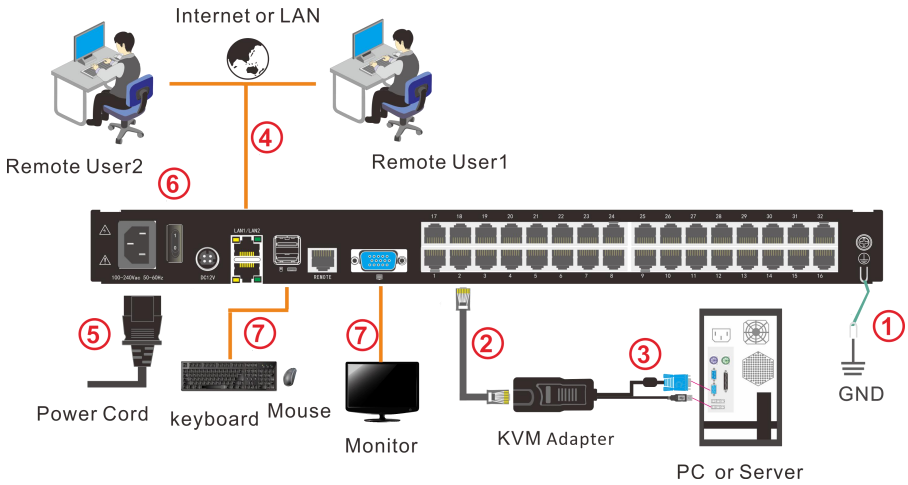 Internet or LAN
Remote User2
Remote User1
4
6
17 18 19 20 21 22 23 24 25 26 27 28 29 30 31 32
LAN1/LAN2
1
0
100-240Vac 50-60Hz
DC12V
REMOTE
1 2 3 4 5 6 7 8 9 10 11 12 13 14 15 16
5
7
7
2
3
1
Power Cord
keyboard
Mouse
Monitor
KVM Adapter
GND
PC or Server